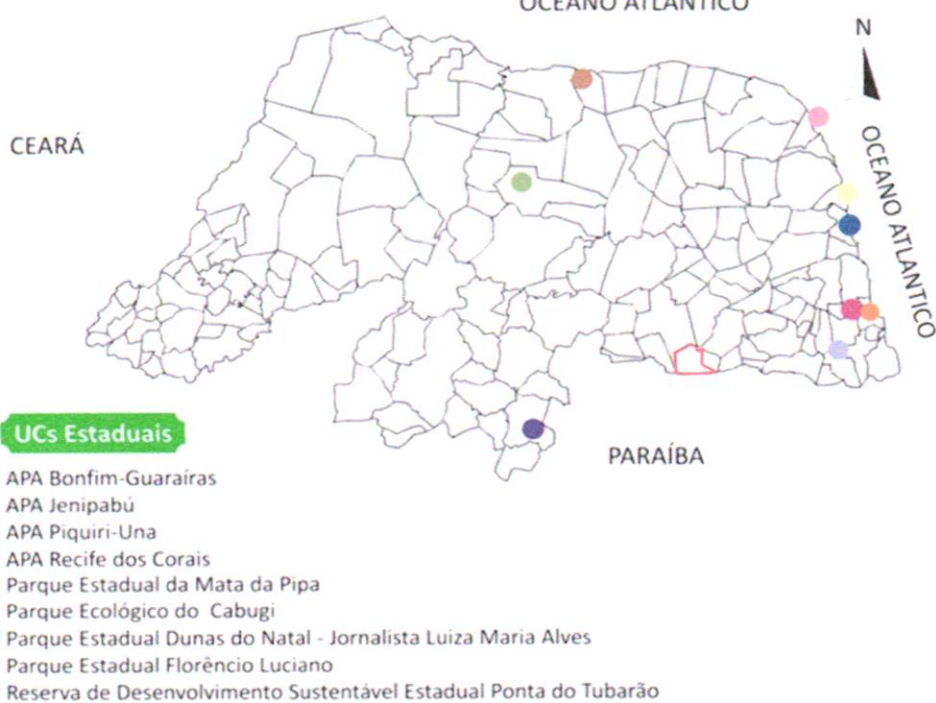 OCEANO ATLÂNTICO
N
CEARÁ
OCEANO ATLANTICO
PARAÍBA
UCs Estaduais
APA Bonfim-Guaraíras
APA Jenipabú
APA Piquiri-Una
APA Recife dos Corais
Parque Estadual da Mata da Pipa
Parque Ecológico do Cabugi
Parque Estadual Dunas do Natal - Jornalista Luiza Maria Alves
Parque Estadual Florêncio Luciano
Reserva de Desenvolvimento Sustentável Estadual Ponta do Tubarão